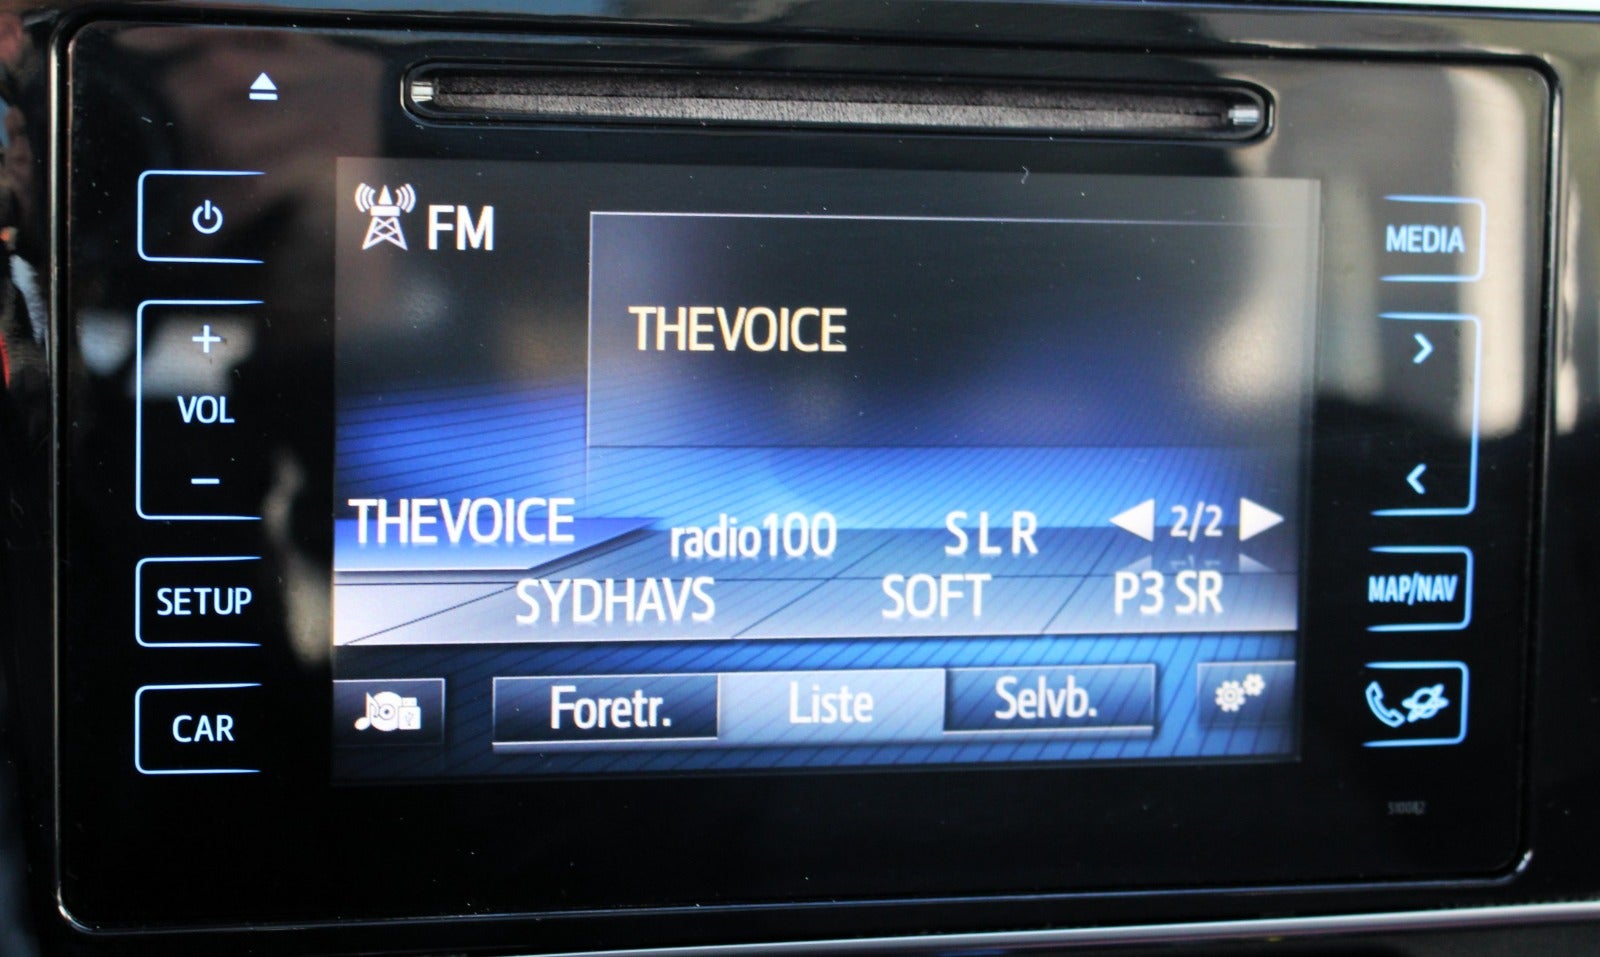 FM
MEDIA
THEVOICE
+
VOL
−
THEVOICE radio100 S L R 2/2
SYDHAVS SOFT P3 SR
SETUP
MAP/NAV
Foretr. Liste Selvb.
CAR